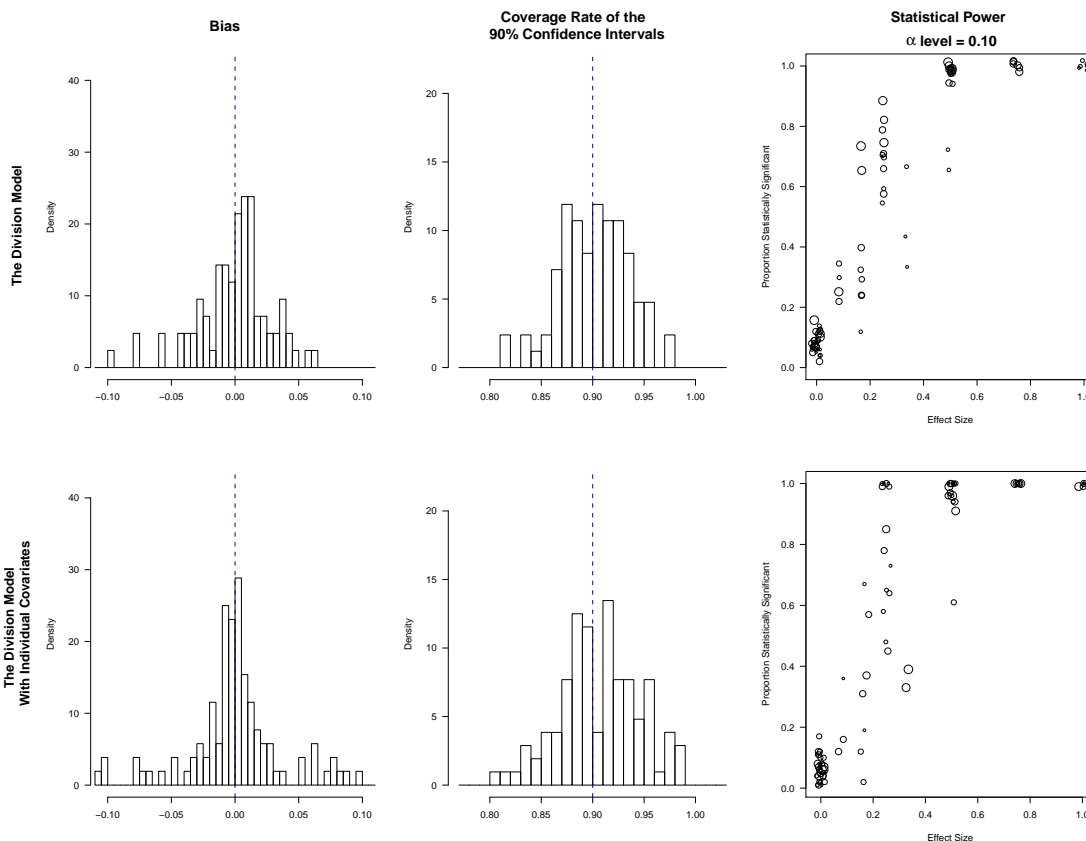 Bias
Coverage Rate of the
90% Confidence Intervals
Statistical Power
α level = 0.10
The Division Model
Density
40
30
20
10
0
−0.10 −0.05 0.00 0.05 0.10
Density
20
15
10
5
0
0.80 0.85 0.90 0.95 1.00
Proportion Statistically Significant
1.0
0.8
0.6
0.4
0.2
0.0
0.0 0.2 0.4 0.6 0.8 1.0
Effect Size
The Division Model
With Individual Covariates
Density
40
30
20
10
0
−0.10 −0.05 0.00 0.05 0.10
Density
20
15
10
5
0
0.80 0.85 0.90 0.95 1.00
Proportion Statistically Significant
1.0
0.8
0.6
0.4
0.2
0.0
0.0 0.2 0.4 0.6 0.8 1.0
Effect Size